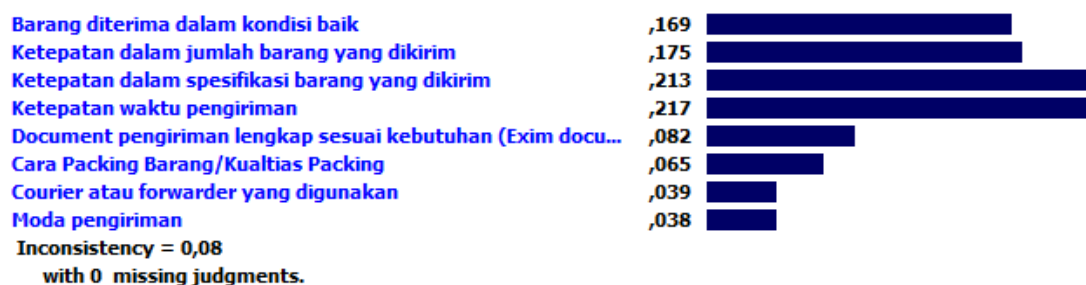 Barang diterima dalam kondisi baik ,169
Ketepatan dalam jumlah barang yang dikirim ,175
Ketepatan dalam spesifikasi barang yang dikirim ,213
Ketepatan waktu pengiriman ,217
Document pengiriman lengkap sesuai kebutuhan (Exim docu... ,082
Cara Packing Barang/Kualtias Packing ,065
Courier atau forwarder yang digunakan ,039
Moda pengiriman ,038
Inconsistency = 0,08
with 0 missing judgments.